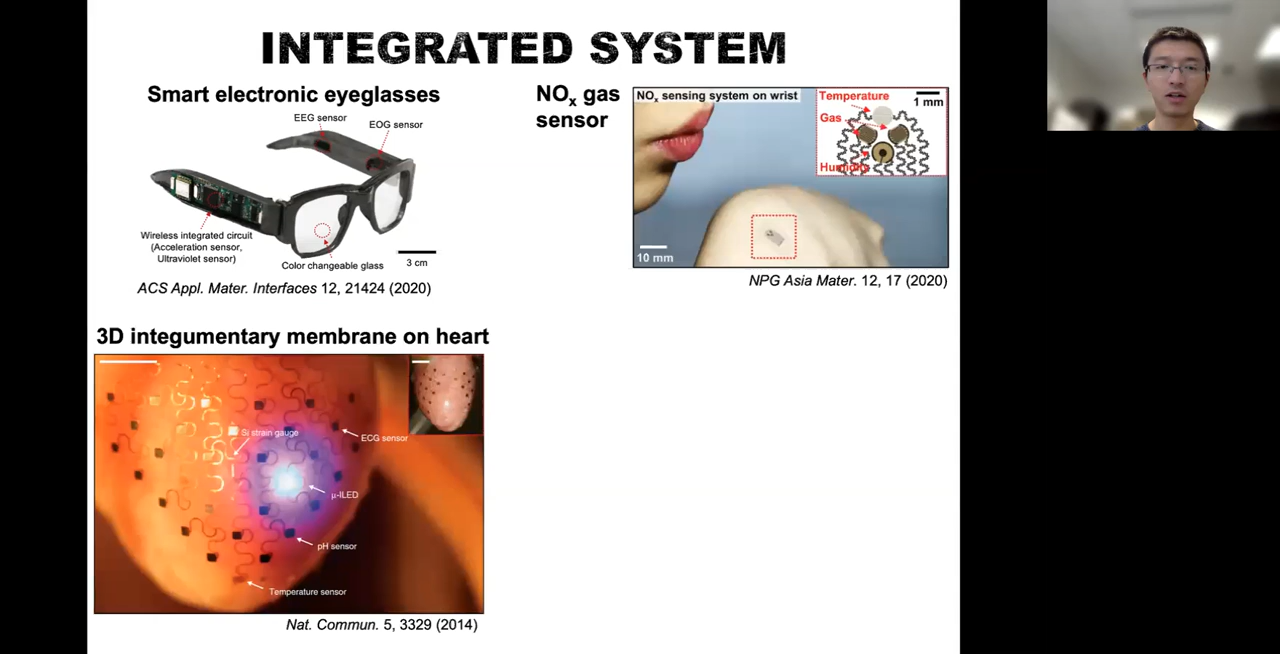 INTEGRATED SYSTEM
Smart electronic eyeglasses
EEG sensor
EOG sensor
Wireless integrated circuit
(Acceleration sensor,
Ultraviolet sensor)
Color changeable glass
3 cm
ACS Appl. Mater. Interfaces 12, 21424 (2020)
NOx gas
sensor
NOx sensing system on wrist
Temperature
1 mm
Gas
Humidity
10 mm
NPG Asia Mater. 12, 17 (2020)
3D integumentary membrane on heart
Si strain gauge
ECG sensor
μ-ILED
pH sensor
Temperature sensor
Nat. Commun. 5, 3329 (2014)